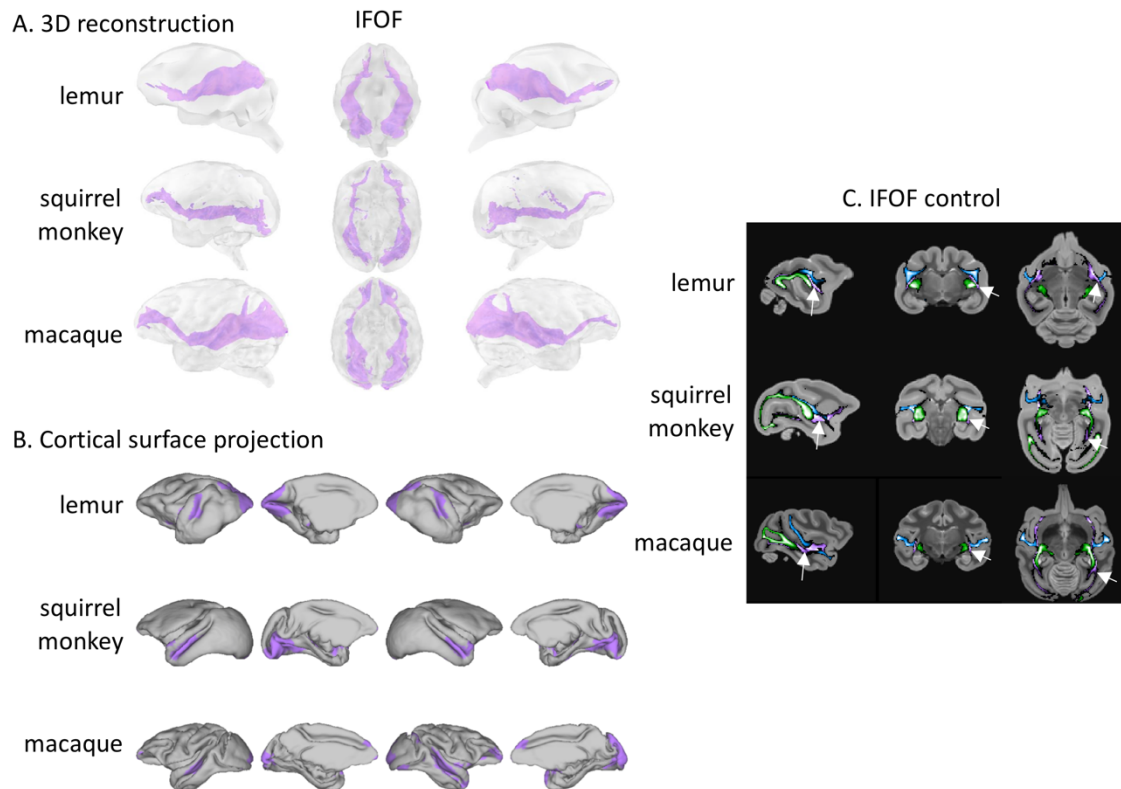 A. 3D reconstruction
IFOF
lemur
squirrel
monkey
macaque
B. Cortical surface projection
lemur
squirrel
monkey
macaque
C. IFOF control
lemur
squirrel
monkey
macaque